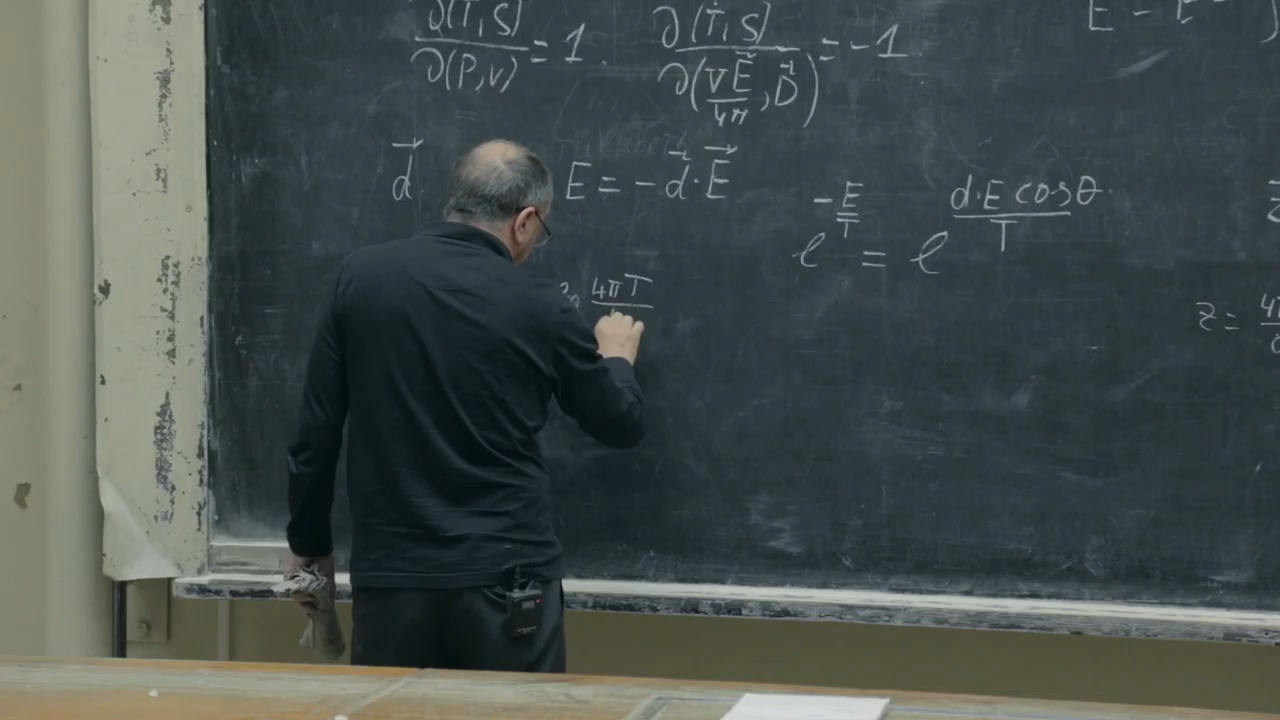 ∂(T,S)/∂(P,V) = 1. ∂(T,S)/∂(VE⃗/4π, D⃗) = -1
d⃗ E = -d⃗·E⃗
e^(-E/T) = e^(d·E cosθ/T)
4πT
z =